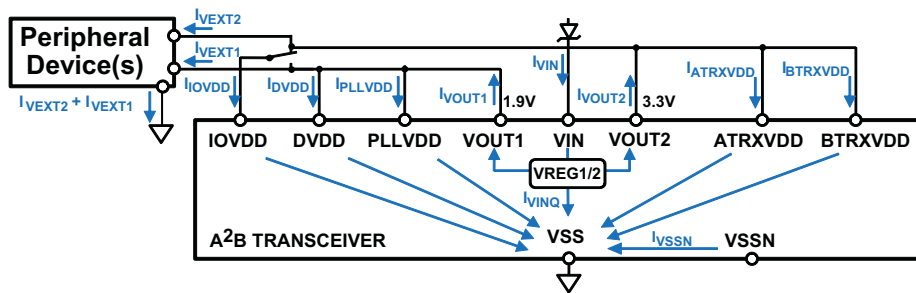 Peripheral
Device(s)
IVEXT2
IVEXT1
IVEXT2 + IVEXT1
IIOVDD
IDVDD
IPLLVDD
IVOUT1
1.9V
IVIN
IVOUT2
3.3V
IATRXVDD
IBTRXVDD
IOVDD
DVDD
PLLVDD
VOUT1
VIN
VOUT2
ATRXVDD
BTRXVDD
VREG1/2
IVINQ
VSS
IVSSN
VSSN
A²B TRANSCEIVER